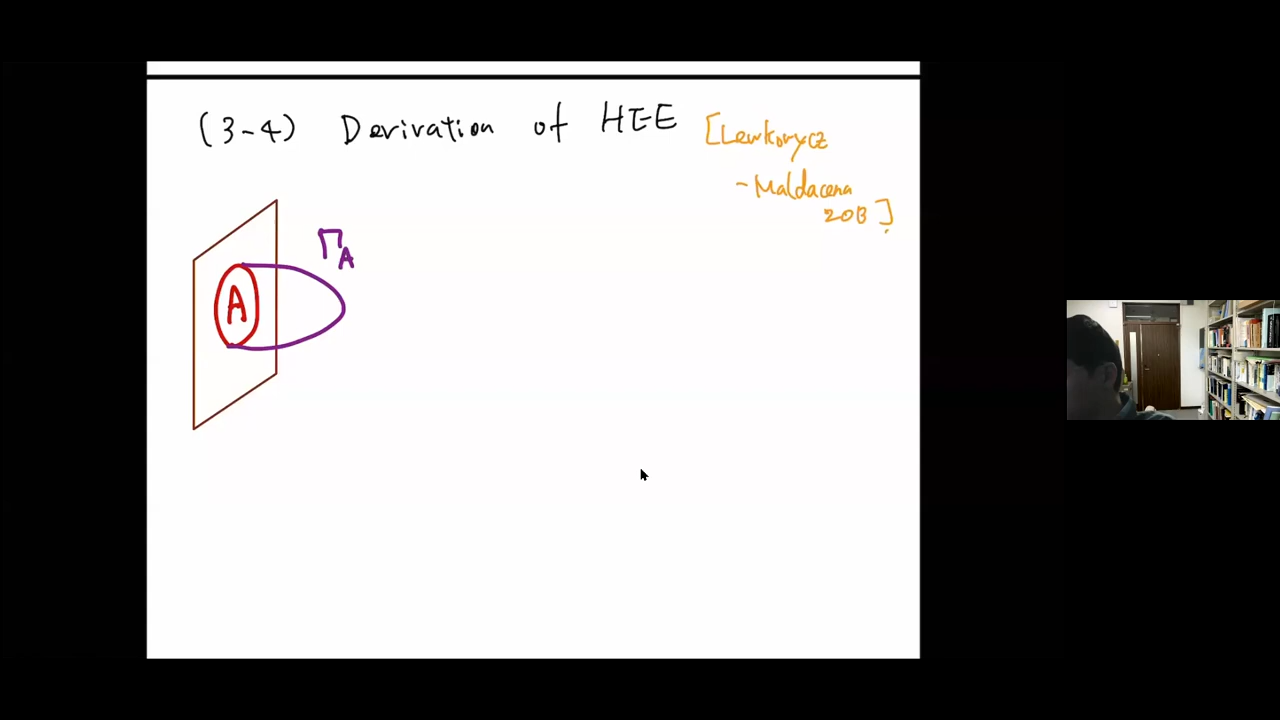 (3-4) Derivation of HEE [Lewkowycz
-Maldacena
2013]
Γ_A
A